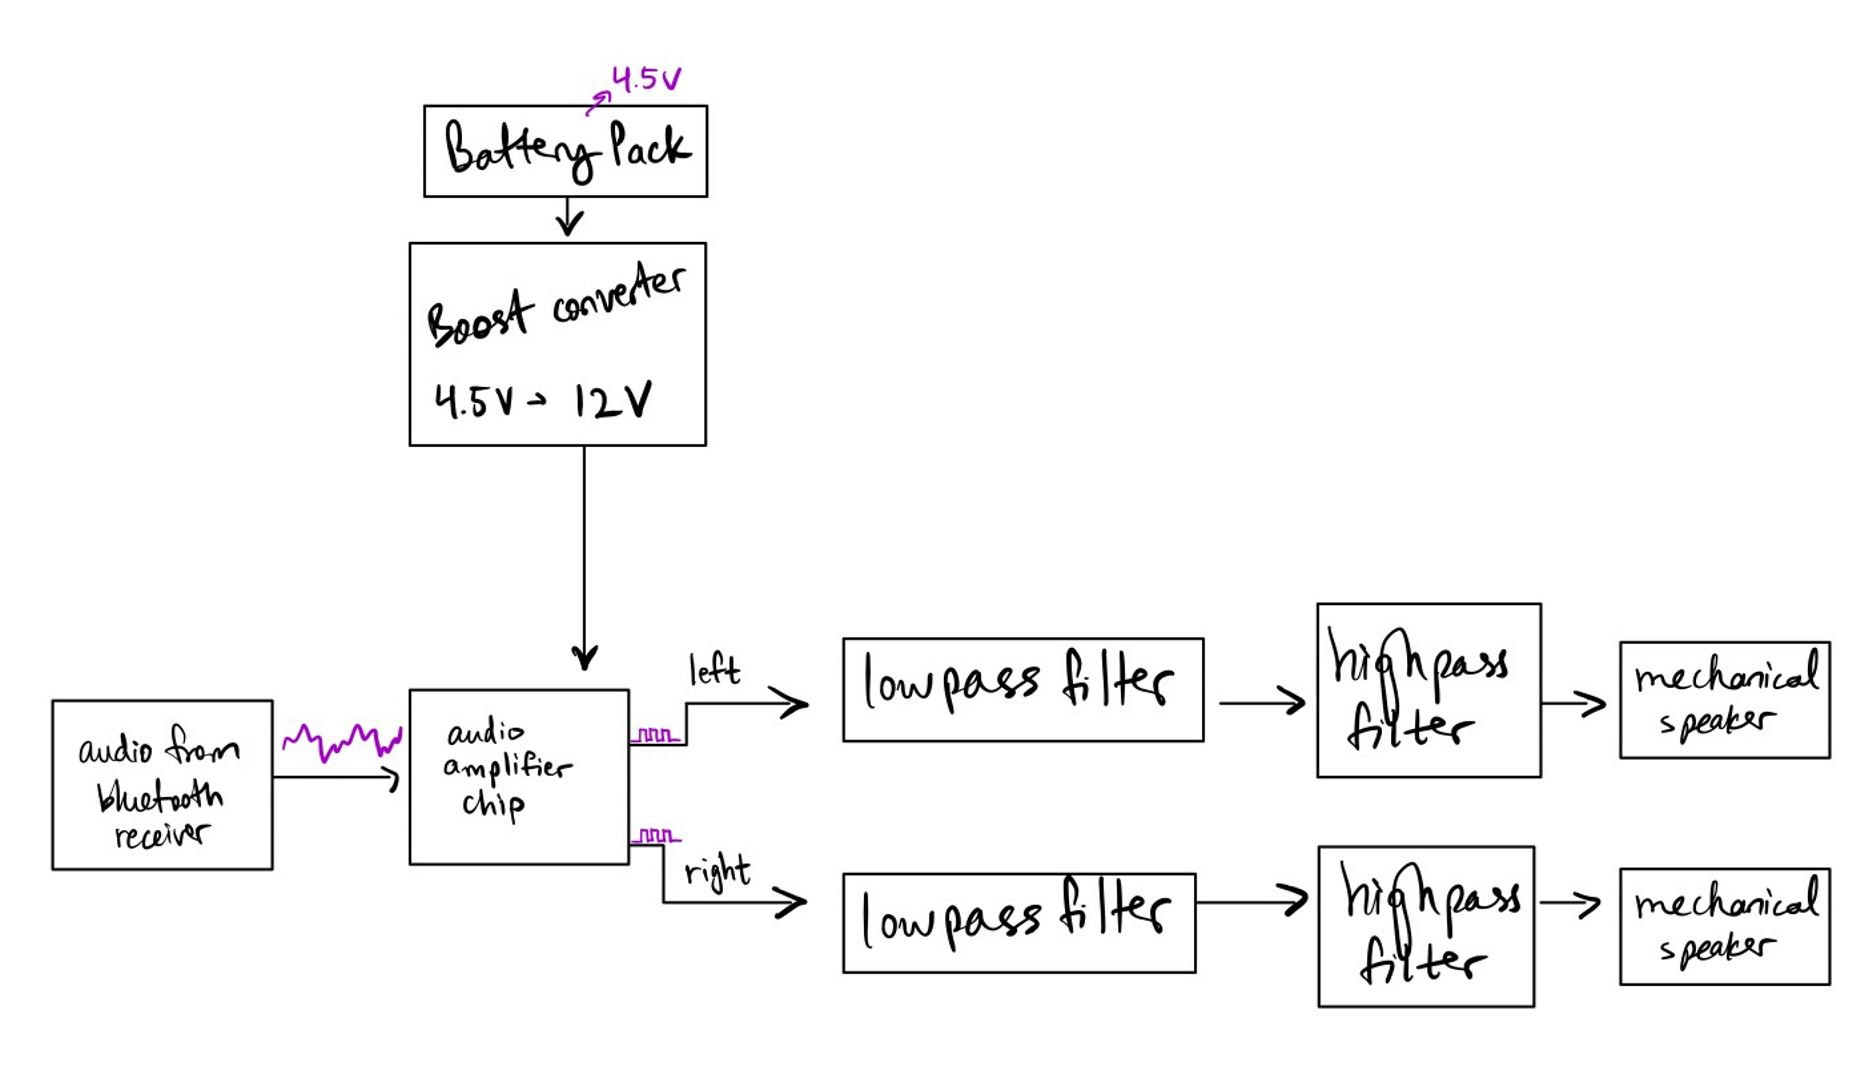 4.5V
Battery Pack
Boost converter
4.5V → 12V
left
lowpass filter
highpass
filter
mechanical
speaker
audio from
bluetooth
receiver
audio
amplifier
chip
right
lowpass filter
highpass
filter
mechanical
speaker